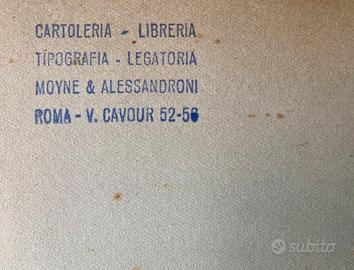 CARTOLERIA - LIBRERIA
TIPOGRAFIA - LEGATORIA
MOYNE & ALESSANDRONI
ROMA - V. CAVOUR 52-56
subito